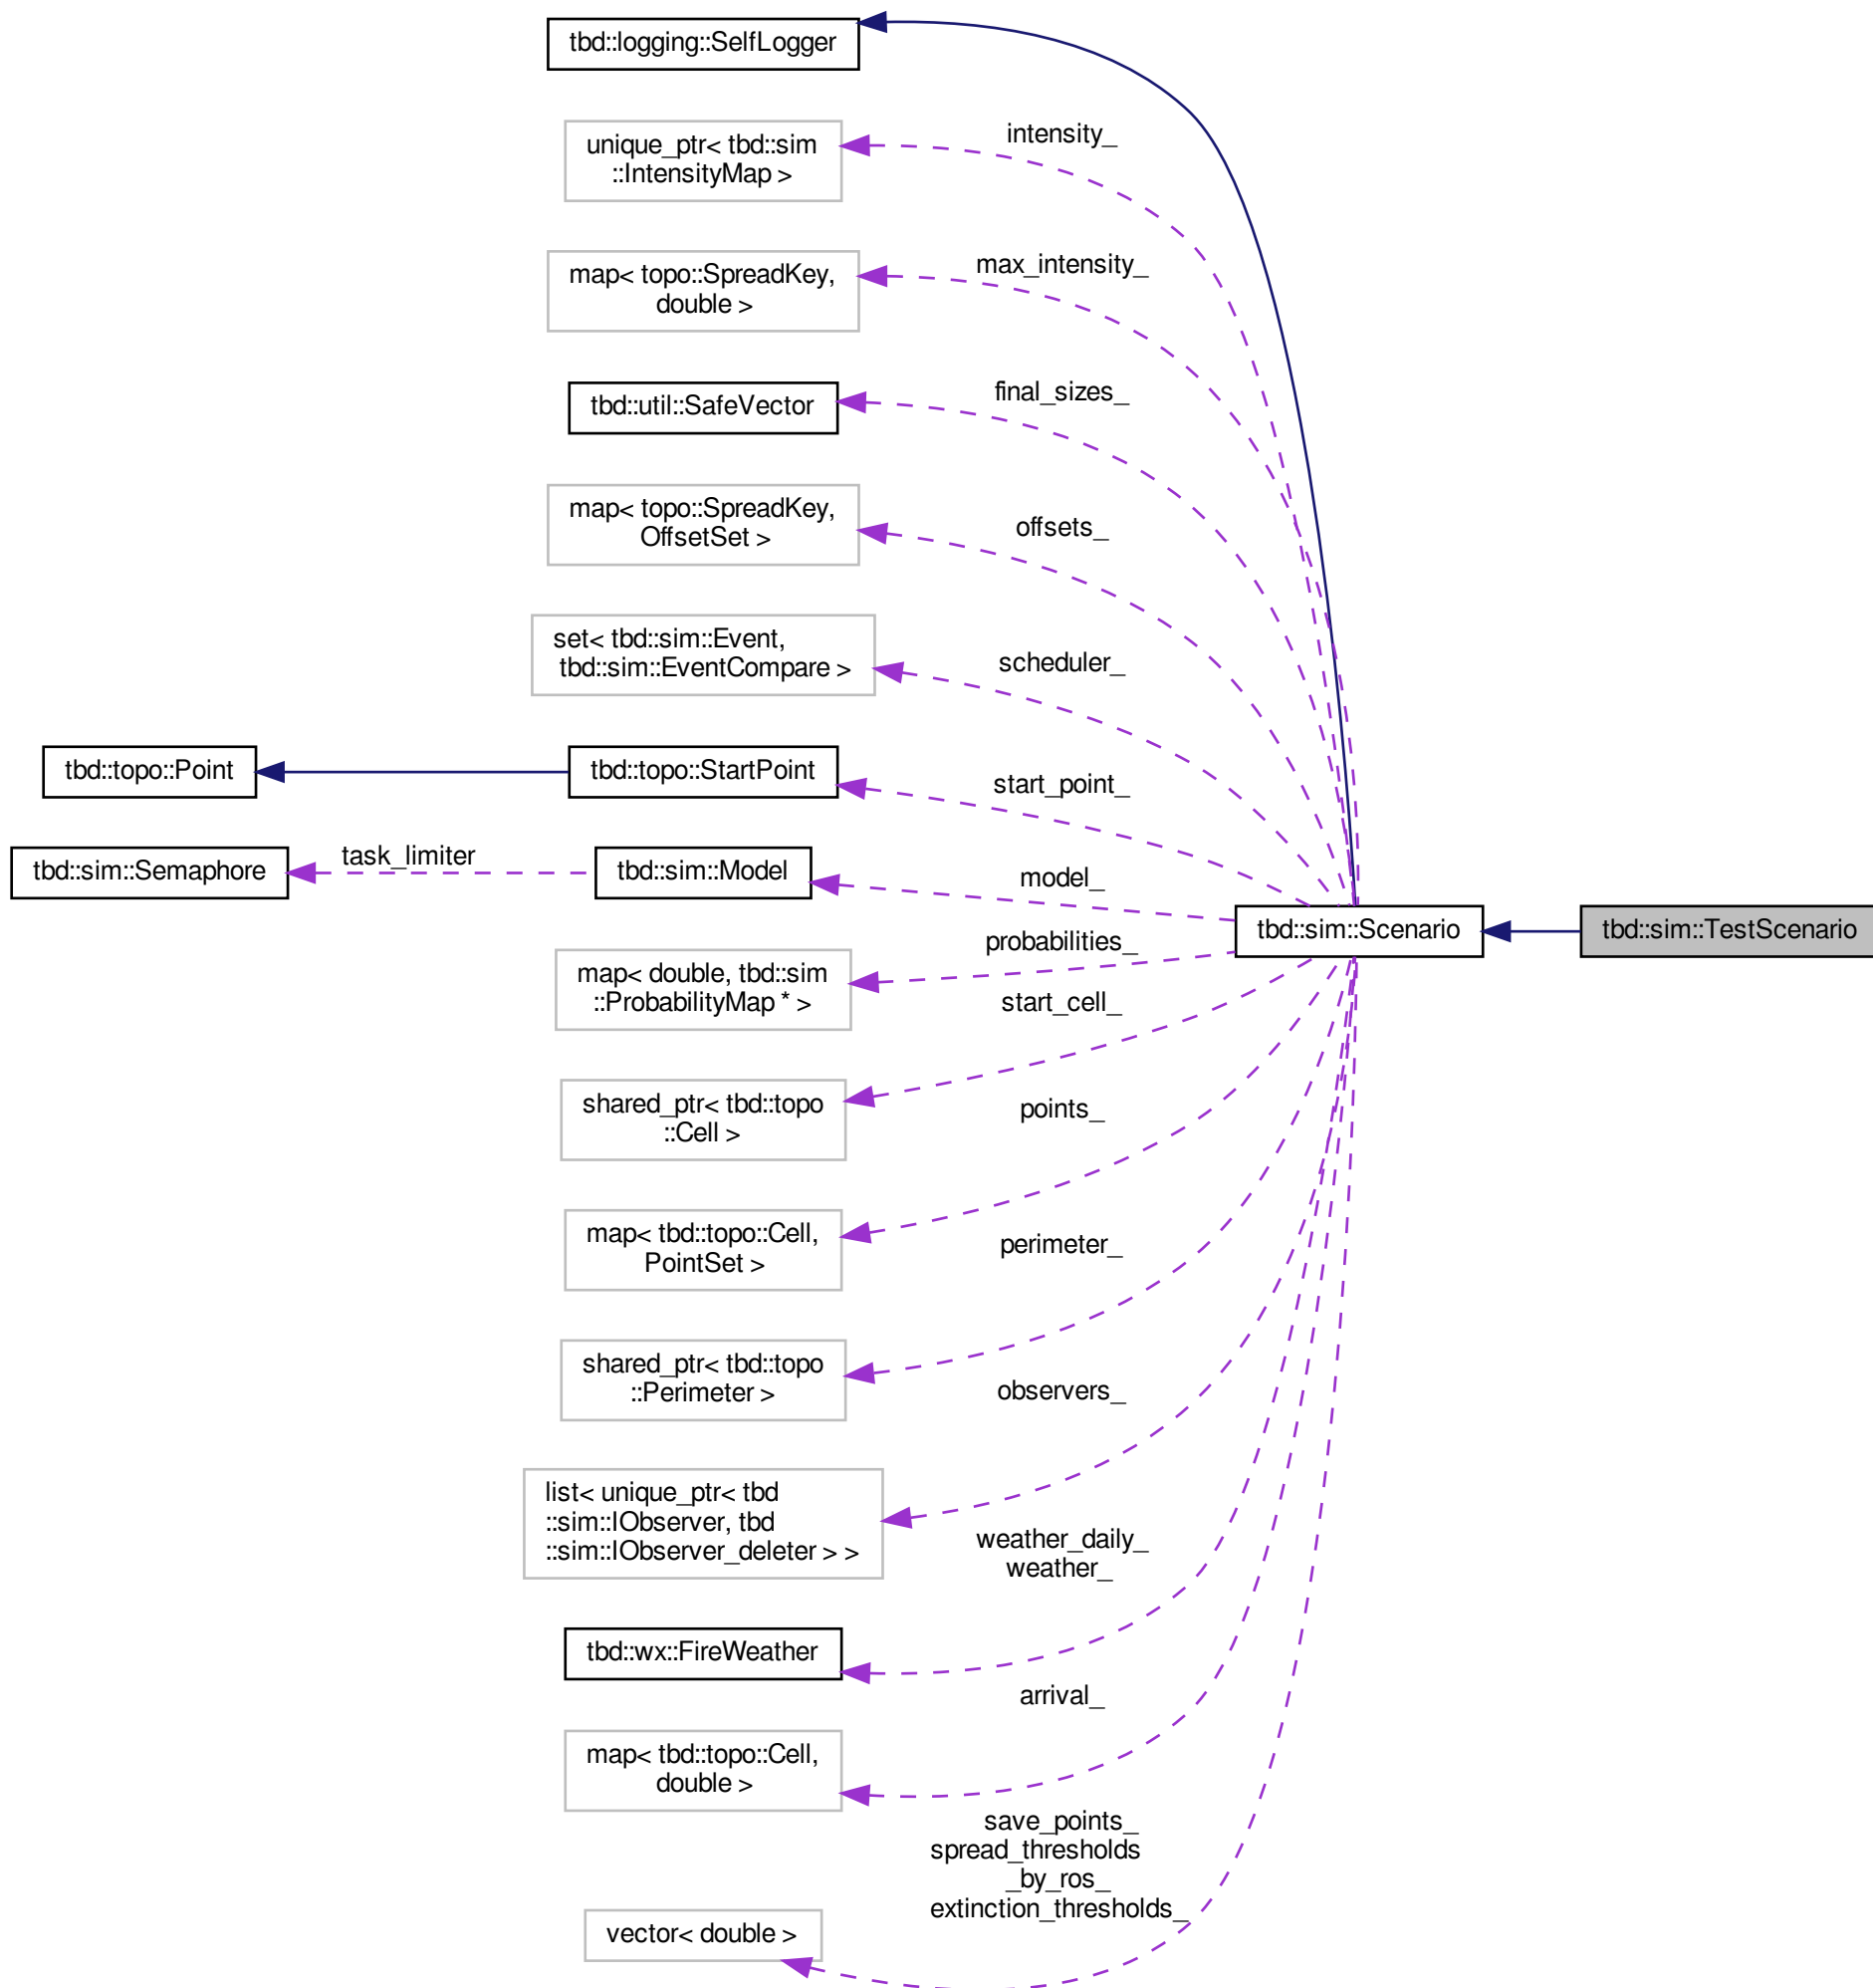 tbd::logging::SelfLogger
unique_ptr< tbd::sim
::IntensityMap >
intensity_
map< topo::SpreadKey,
double >
max_intensity_
tbd::util::SafeVector
final_sizes_
map< topo::SpreadKey,
OffsetSet >
offsets_
set< tbd::sim::Event,
tbd::sim::EventCompare >
scheduler_
tbd::topo::Point
tbd::topo::StartPoint
start_point_
tbd::sim::Semaphore
task_limiter
tbd::sim::Model
model_
tbd::sim::Scenario
tbd::sim::TestScenario
map< double, tbd::sim
::ProbabilityMap * >
probabilities_
shared_ptr< tbd::topo
::Cell >
start_cell_
map< tbd::topo::Cell,
PointSet >
points_
shared_ptr< tbd::topo
::Perimeter >
perimeter_
list< unique_ptr< tbd
::sim::IObserver, tbd
::sim::IObserver_deleter > >
observers_
tbd::wx::FireWeather
weather_daily_
weather_
map< tbd::topo::Cell,
double >
arrival_
vector< double >
save_points_
spread_thresholds
_by_ros_
extinction_thresholds_